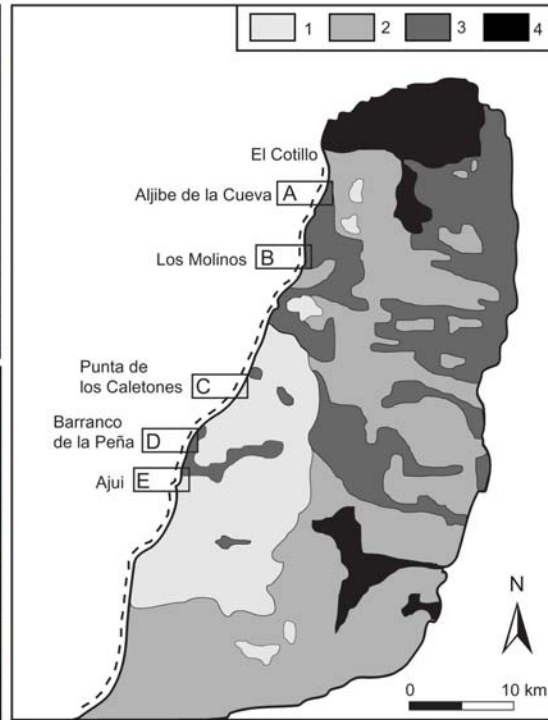 1 2 3 4
El Cotillo
Aljibe de la Cueva A
Los Molinos B
Punta de
los Caletones C
Barranco
de la Peña D
Ajui E
N
0 10 km